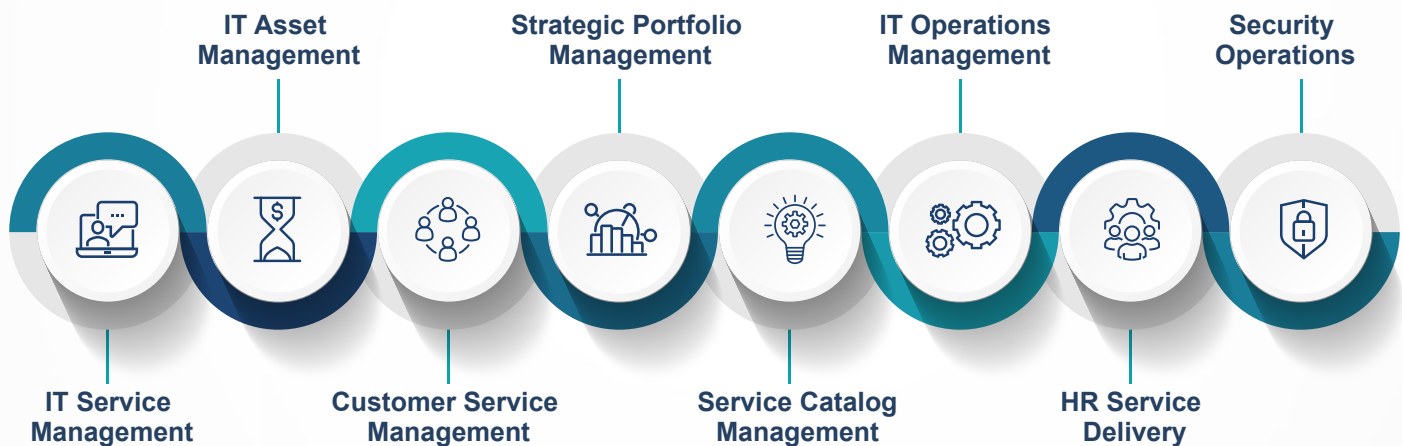 IT Asset
Management
Strategic Portfolio
Management
IT Operations
Management
Security
Operations
$
IT Service
Management
Customer Service
Management
Service Catalog
Management
HR Service
Delivery